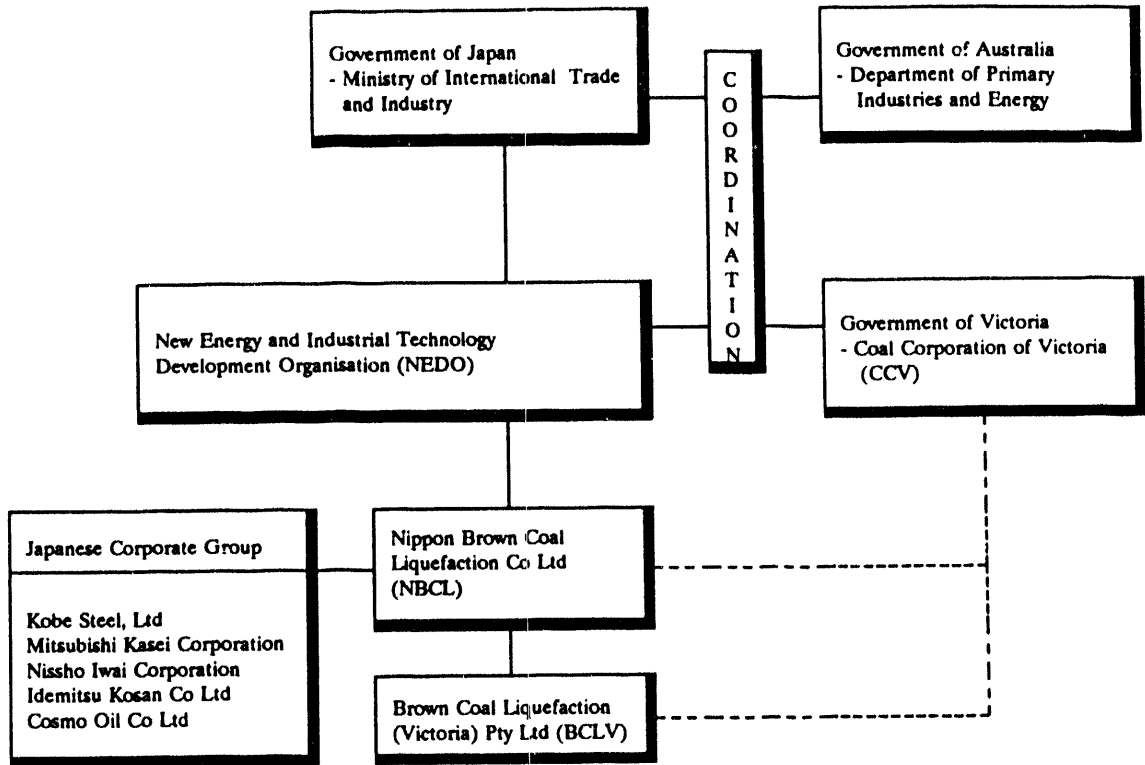 Government of Japan
- Ministry of International Trade
and Industry
COORDINATION
Government of Australia
- Department of Primary
Industries and Energy
New Energy and Industrial Technology
Development Organisation (NEDO)
Government of Victoria
- Coal Corporation of Victoria
(CCV)
Japanese Corporate Group
Kobe Steel, Ltd
Mitsubishi Kasei Corporation
Nissho Iwai Corporation
Idemitsu Kosan Co Ltd
Cosmo Oil Co Ltd
Nippon Brown Coal
Liquefaction Co Ltd
(NBCL)
Brown Coal Liquefaction
(Victoria) Pty Ltd (BCLV)